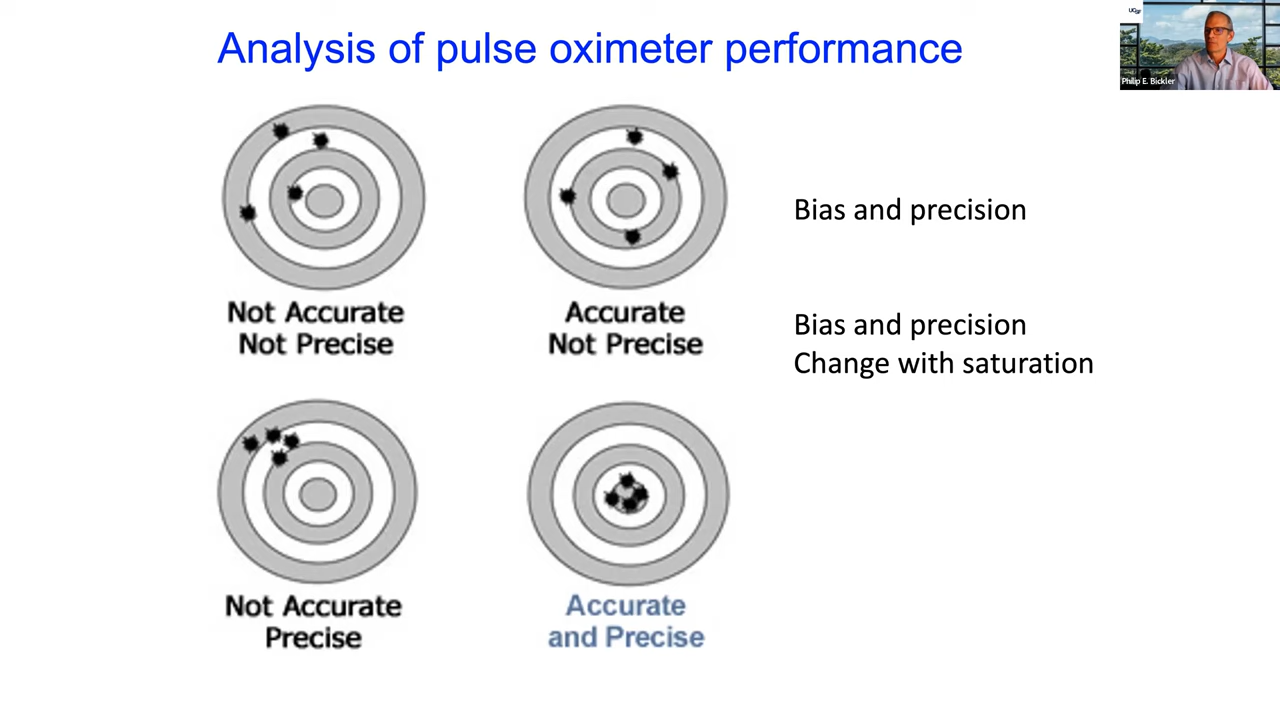 Analysis of pulse oximeter performance
UCSF
Philip E. Bickler
Not Accurate
Not Precise
Accurate
Not Precise
Bias and precision
Bias and precision
Change with saturation
Not Accurate
Precise
Accurate
and Precise